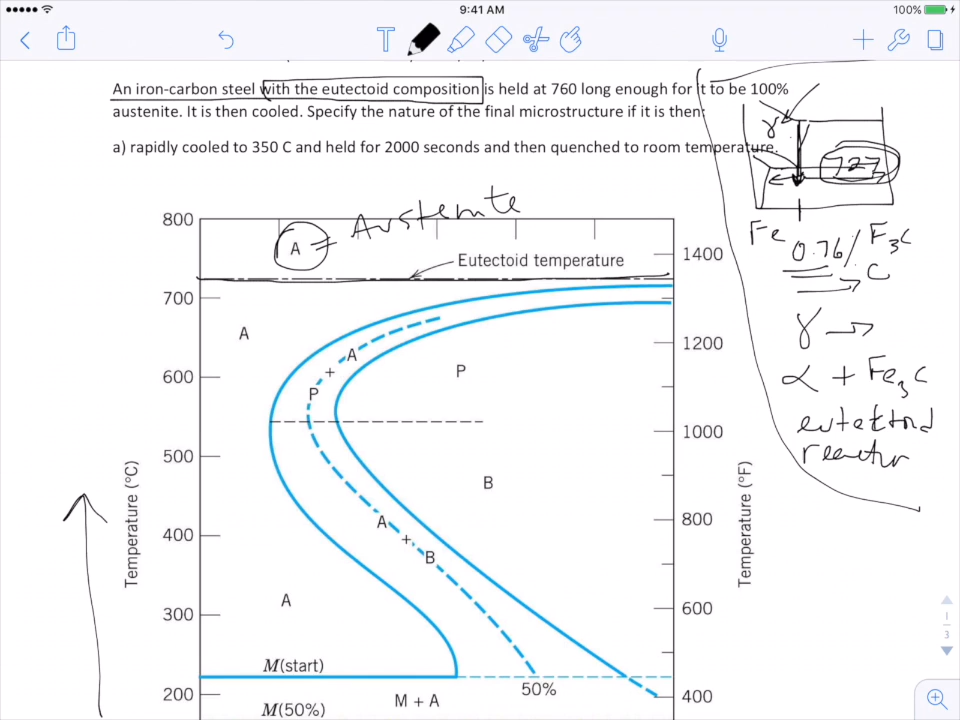 9:41 AM
100%
T
An iron-carbon steel with the eutectoid composition is held at 760 long enough for it to be 100%
austenite. It is then cooled. Specify the nature of the final microstructure if it is then:
a) rapidly cooled to 350 C and held for 2000 seconds and then quenched to room temperature.
γ
727
Fe
0.76/
F3C
C
γ →
α + Fe3C
eutektoid
A = Austenite
Eutectoid temperature
800
700
600
500
400
300
200
Temperature (°C)
1400
1200
1000
800
600
400
Temperature (°F)
A
A
+
P
P
B
A
+
B
A
M(start)
M(50%)
M + A
50%
1
3